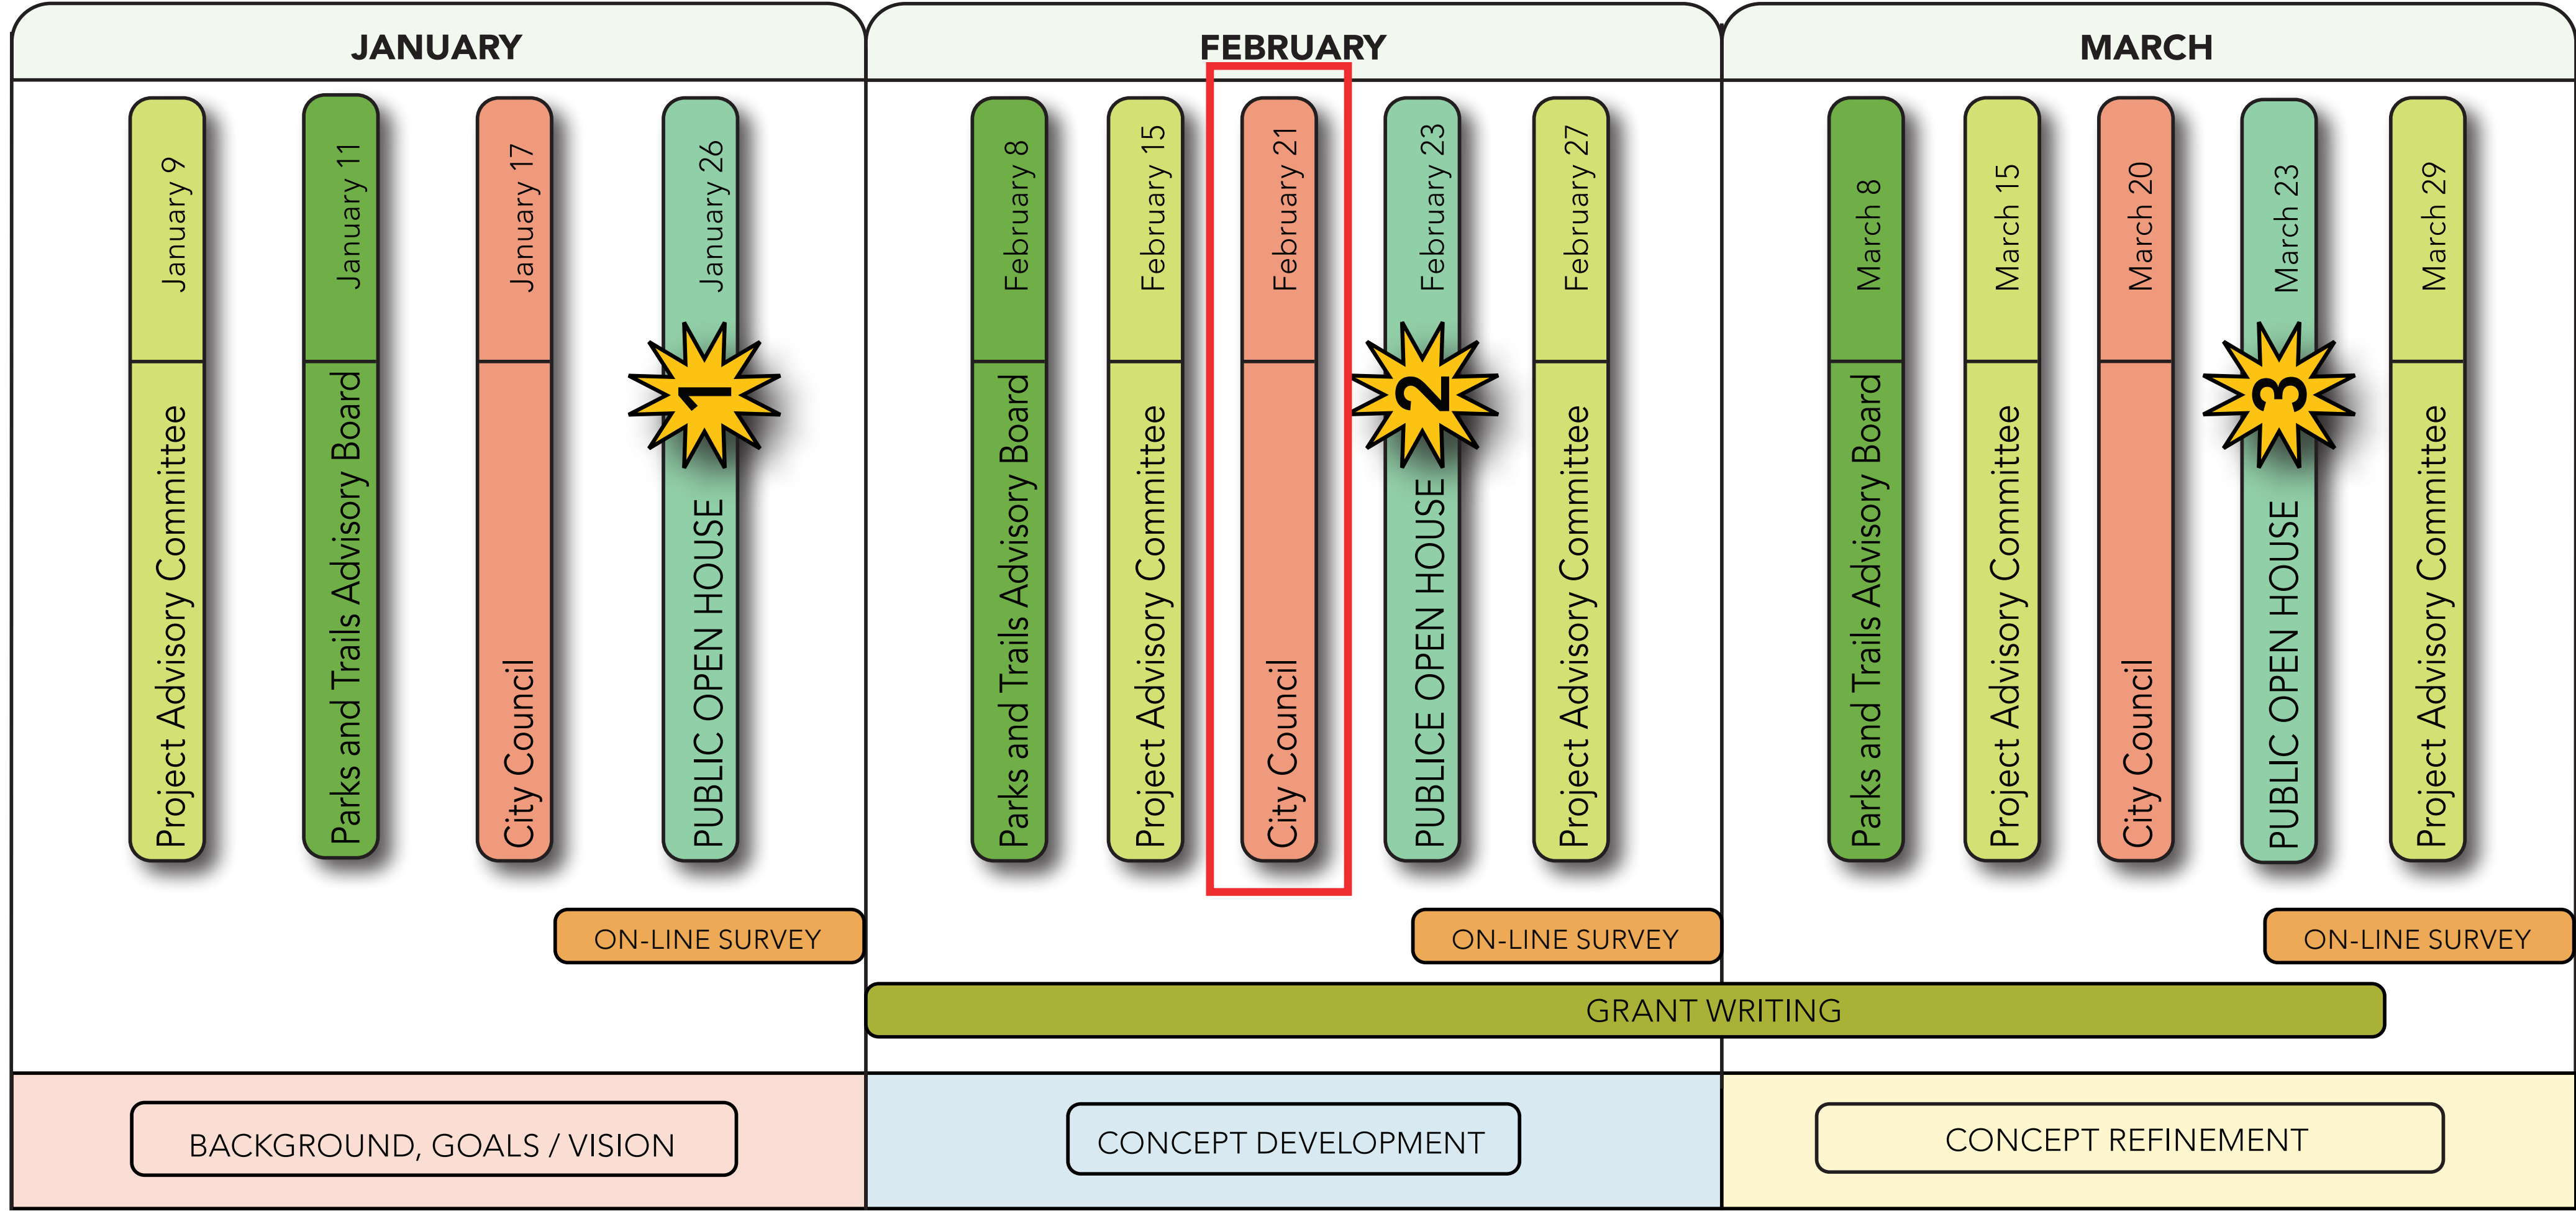 JANUARY
FEBRUARY
MARCH
January 9
Project Advisory Committee
January 11
Parks and Trails Advisory Board
January 17
City Council
January 26
1
PUBLIC OPEN HOUSE
February 8
Parks and Trails Advisory Board
February 15
Project Advisory Committee
February 21
City Council
February 23
2
PUBLICE OPEN HOUSE
February 27
Project Advisory Committee
March 8
Parks and Trails Advisory Board
March 15
Project Advisory Committee
March 20
City Council
March 23
3
PUBLIC OPEN HOUSE
March 29
Project Advisory Committee
ON-LINE SURVEY
ON-LINE SURVEY
ON-LINE SURVEY
GRANT WRITING
BACKGROUND, GOALS / VISION
CONCEPT DEVELOPMENT
CONCEPT REFINEMENT